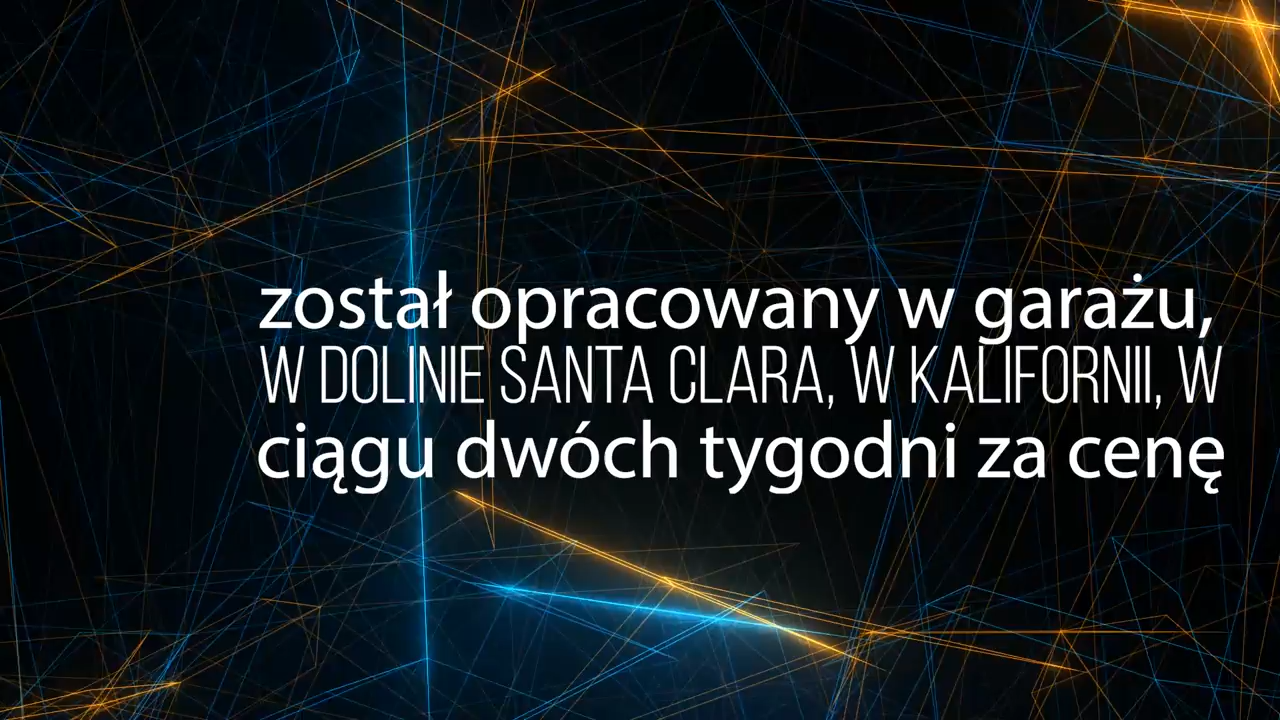 został opracowany w garażu,
W DOLINIE SANTA CLARA, W KALIFORNII, W
ciągu dwóch tygodni za cenę